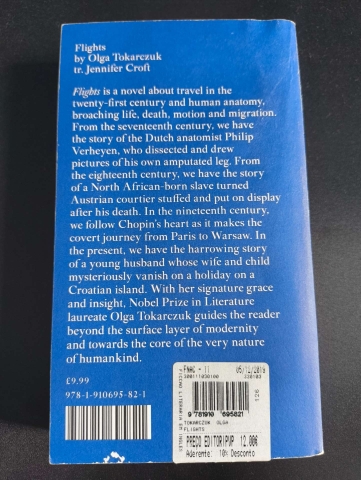 Flights
by Olga Tokarczuk
tr. Jennifer Croft
Flights is a novel about travel in the
twenty-first century and human anatomy,
broaching life, death, motion and migration.
From the seventeenth century, we have
the story of the Dutch anatomist Philip
Verheyen, who dissected and drew
pictures of his own amputated leg. From
the eighteenth century, we have the story
of a North African-born slave turned
Austrian courtier stuffed and put on display
after his death. In the nineteenth century,
we follow Chopin's heart as it makes the
covert journey from Paris to Warsaw. In
the present, we have the harrowing story
of a young husband whose wife and child
mysteriously vanish on a holiday on a
Croatian island. With her signature grace
and insight, Nobel Prize in Literature
laureate Olga Tokarczuk guides the reader
beyond the surface layer of modernity
and towards the core of the very nature
of humankind.
£9.99
978-1-910695-82-1
FNAC - 11 05/12/2019
9 781910 695821
TOKARCZUK OLGA
FLIGHTS
PREÇO EDITOR|PVP 12.00€
Aderente: 10% Desconto